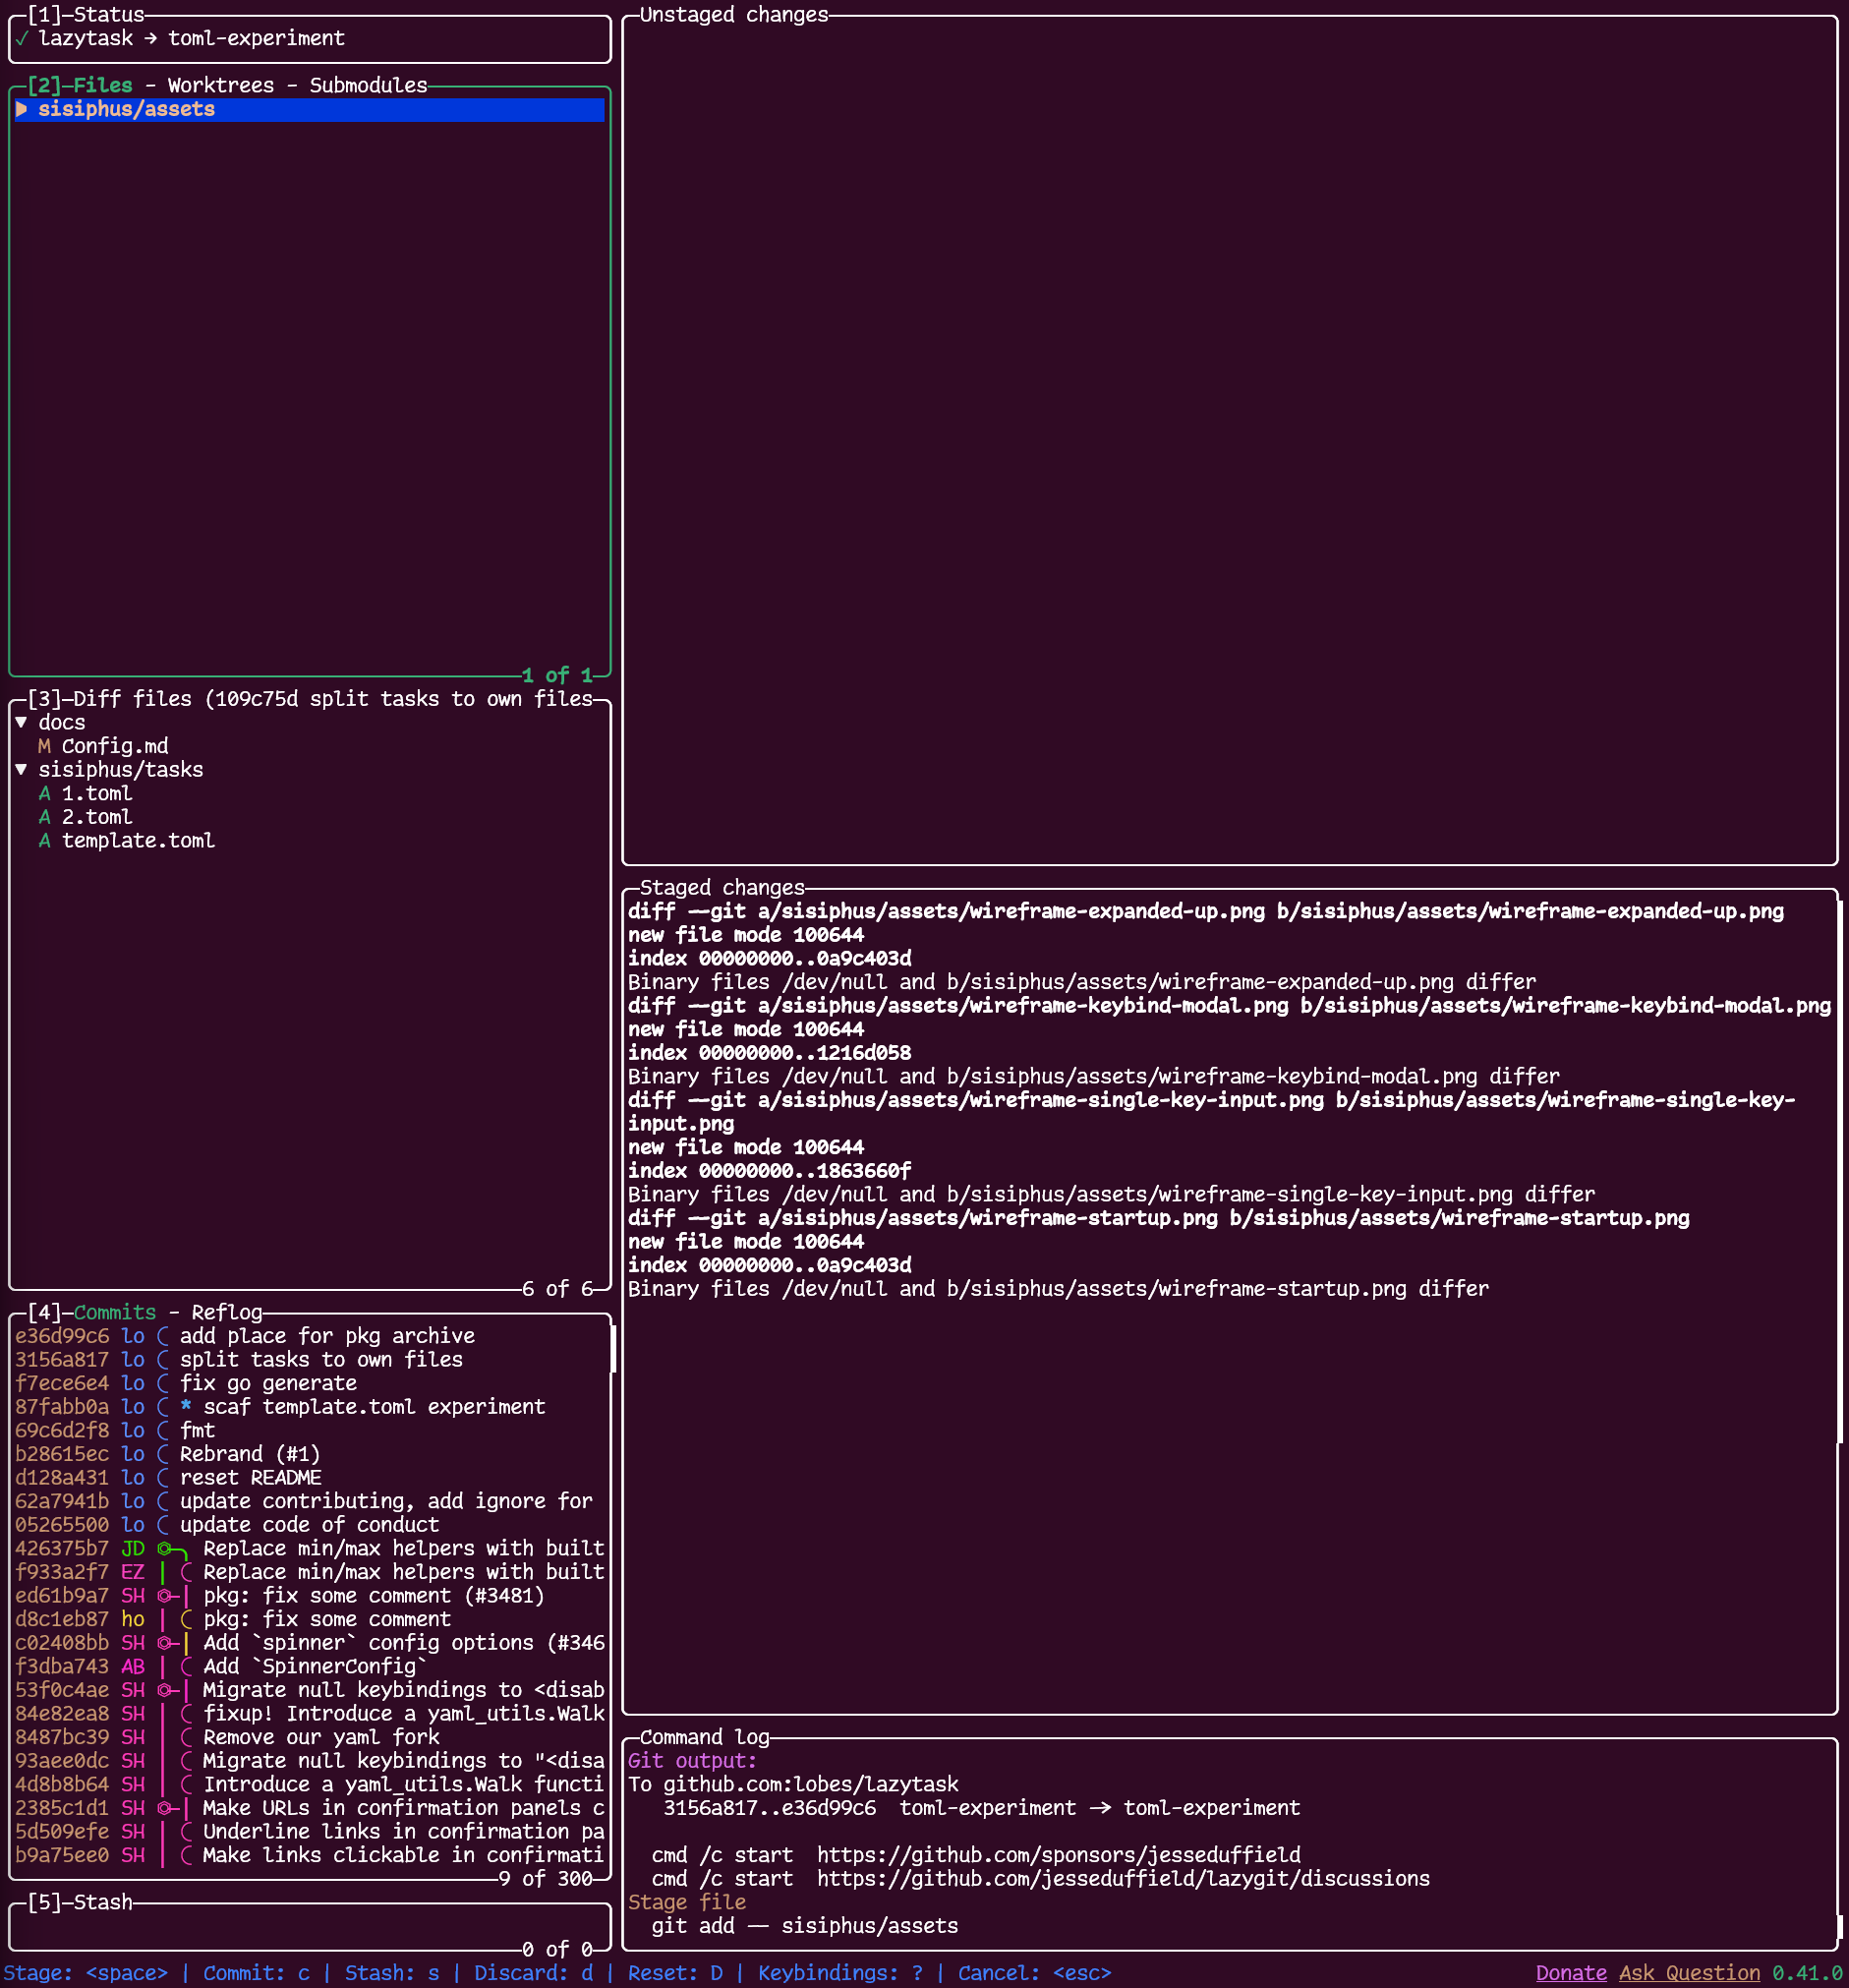 [1]─Status
✓ lazytask → toml-experiment
[2]─Files - Worktrees - Submodules
▶ sisiphus/assets
1 of 1
[3]─Diff files (109c75d split tasks to own files
▼ docs
M Config.md
▼ sisiphus/tasks
A 1.toml
A 2.toml
A template.toml
6 of 6
[4]─Commits - Reflog
e36d99c6 lo add place for pkg archive
3156a817 lo split tasks to own files
f7ece6e4 lo fix go generate
87fabb0a lo * scaf template.toml experiment
69c6d2f8 lo fmt
b28615ec lo Rebrand (#1)
d128a431 lo reset README
62a7941b lo update contributing, add ignore for
05265500 lo update code of conduct
426375b7 JD Replace min/max helpers with built
f933a2f7 EZ Replace min/max helpers with built
ed61b9a7 SH pkg: fix some comment (#3481)
d8c1eb87 ho pkg: fix some comment
c02408bb SH Add `spinner` config options (#346
f3dba743 AB Add `SpinnerConfig`
53f0c4ae SH Migrate null keybindings to <disab
84e82ea8 SH fixup! Introduce a yaml_utils.Walk
8487bc39 SH Remove our yaml fork
93aee0dc SH Migrate null keybindings to "<disa
4d8b8b64 SH Introduce a yaml_utils.Walk functi
2385c1d1 SH Make URLs in confirmation panels c
5d509efe SH Underline links in confirmation pa
b9a75ee0 SH Make links clickable in confirmati
9 of 300
[5]─Stash
0 of 0
Unstaged changes
Staged changes
diff --git a/sisiphus/assets/wireframe-expanded-up.png b/sisiphus/assets/wireframe-expanded-up.png
new file mode 100644
index 00000000..0a9c403d
Binary files /dev/null and b/sisiphus/assets/wireframe-expanded-up.png differ
diff --git a/sisiphus/assets/wireframe-keybind-modal.png b/sisiphus/assets/wireframe-keybind-modal.png
new file mode 100644
index 00000000..1216d058
Binary files /dev/null and b/sisiphus/assets/wireframe-keybind-modal.png differ
diff --git a/sisiphus/assets/wireframe-single-key-input.png b/sisiphus/assets/wireframe-single-key-
input.png
new file mode 100644
index 00000000..1863660f
Binary files /dev/null and b/sisiphus/assets/wireframe-single-key-input.png differ
diff --git a/sisiphus/assets/wireframe-startup.png b/sisiphus/assets/wireframe-startup.png
new file mode 100644
index 00000000..0a9c403d
Binary files /dev/null and b/sisiphus/assets/wireframe-startup.png differ
Command log
Git output:
To github.com:lobes/lazytask
3156a817..e36d99c6  toml-experiment -> toml-experiment
cmd /c start  https://github.com/sponsors/jesseduffield
cmd /c start  https://github.com/jesseduffield/lazygit/discussions
Stage file
git add -- sisiphus/assets
Stage: <space> | Commit: c | Stash: s | Discard: d | Reset: D | Keybindings: ? | Cancel: <esc>
Donate Ask Question 0.41.0